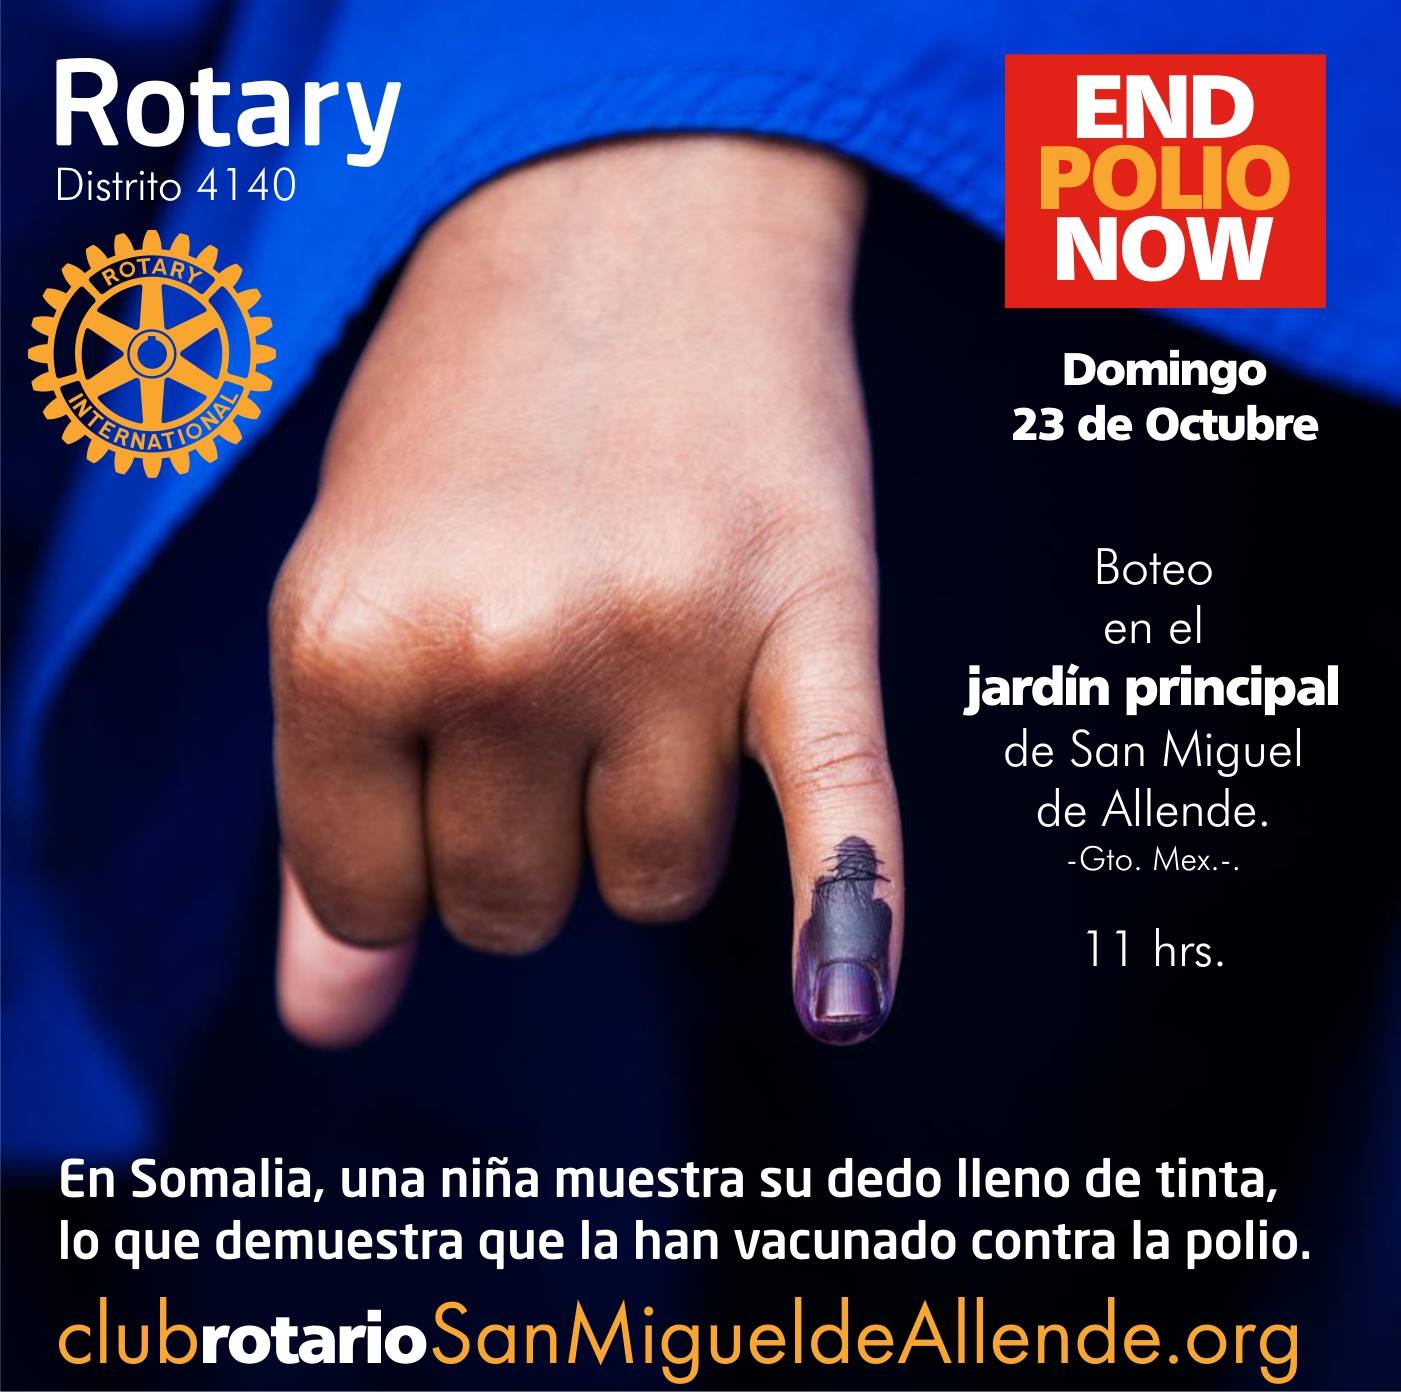 Rotary
Distrito 4140
ROTARY
INTERNATIONAL
END
POLIO
NOW
Domingo
23 de Octubre
Boteo
en el
jardín principal
de San Miguel
de Allende.
-Gto. Mex.-.
11 hrs.
En Somalia, una niña muestra su dedo lleno de tinta,
lo que demuestra que la han vacunado contra la polio.
clubrotarioSanMigueldeAllende.org